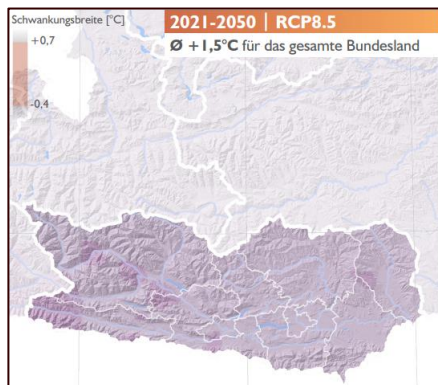 Schwankungsbreite [°C]
+0,7
-0,4
2021-2050 | RCP8.5
Ø +1,5°C für das gesamte Bundesland